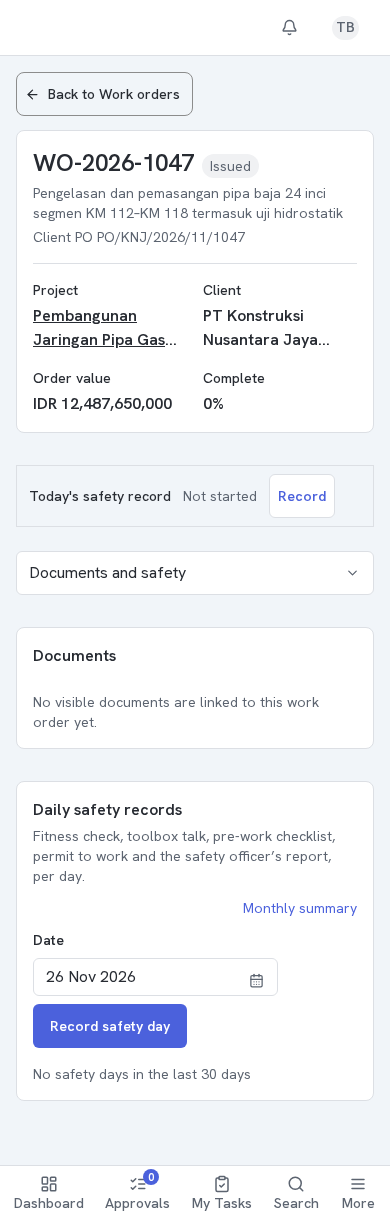 TB
Back to Work orders
WO-2026-1047 Issued
Pengelasan dan pemasangan pipa baja 24 inci
segmen KM 112–KM 118 termasuk uji hidrostatik
Client PO PO/KNJ/2026/11/1047
Project
Pembangunan
Jaringan Pipa Gas...
Client
PT Konstruksi
Nusantara Jaya...
Order value
IDR 12,487,650,000
Complete
0%
Today's safety record Not started Record
Documents and safety
Documents
No visible documents are linked to this work
order yet.
Daily safety records
Fitness check, toolbox talk, pre-work checklist,
permit to work and the safety officer’s report,
per day.
Monthly summary
Date
26 Nov 2026
Record safety day
No safety days in the last 30 days
0
Dashboard Approvals My Tasks Search More